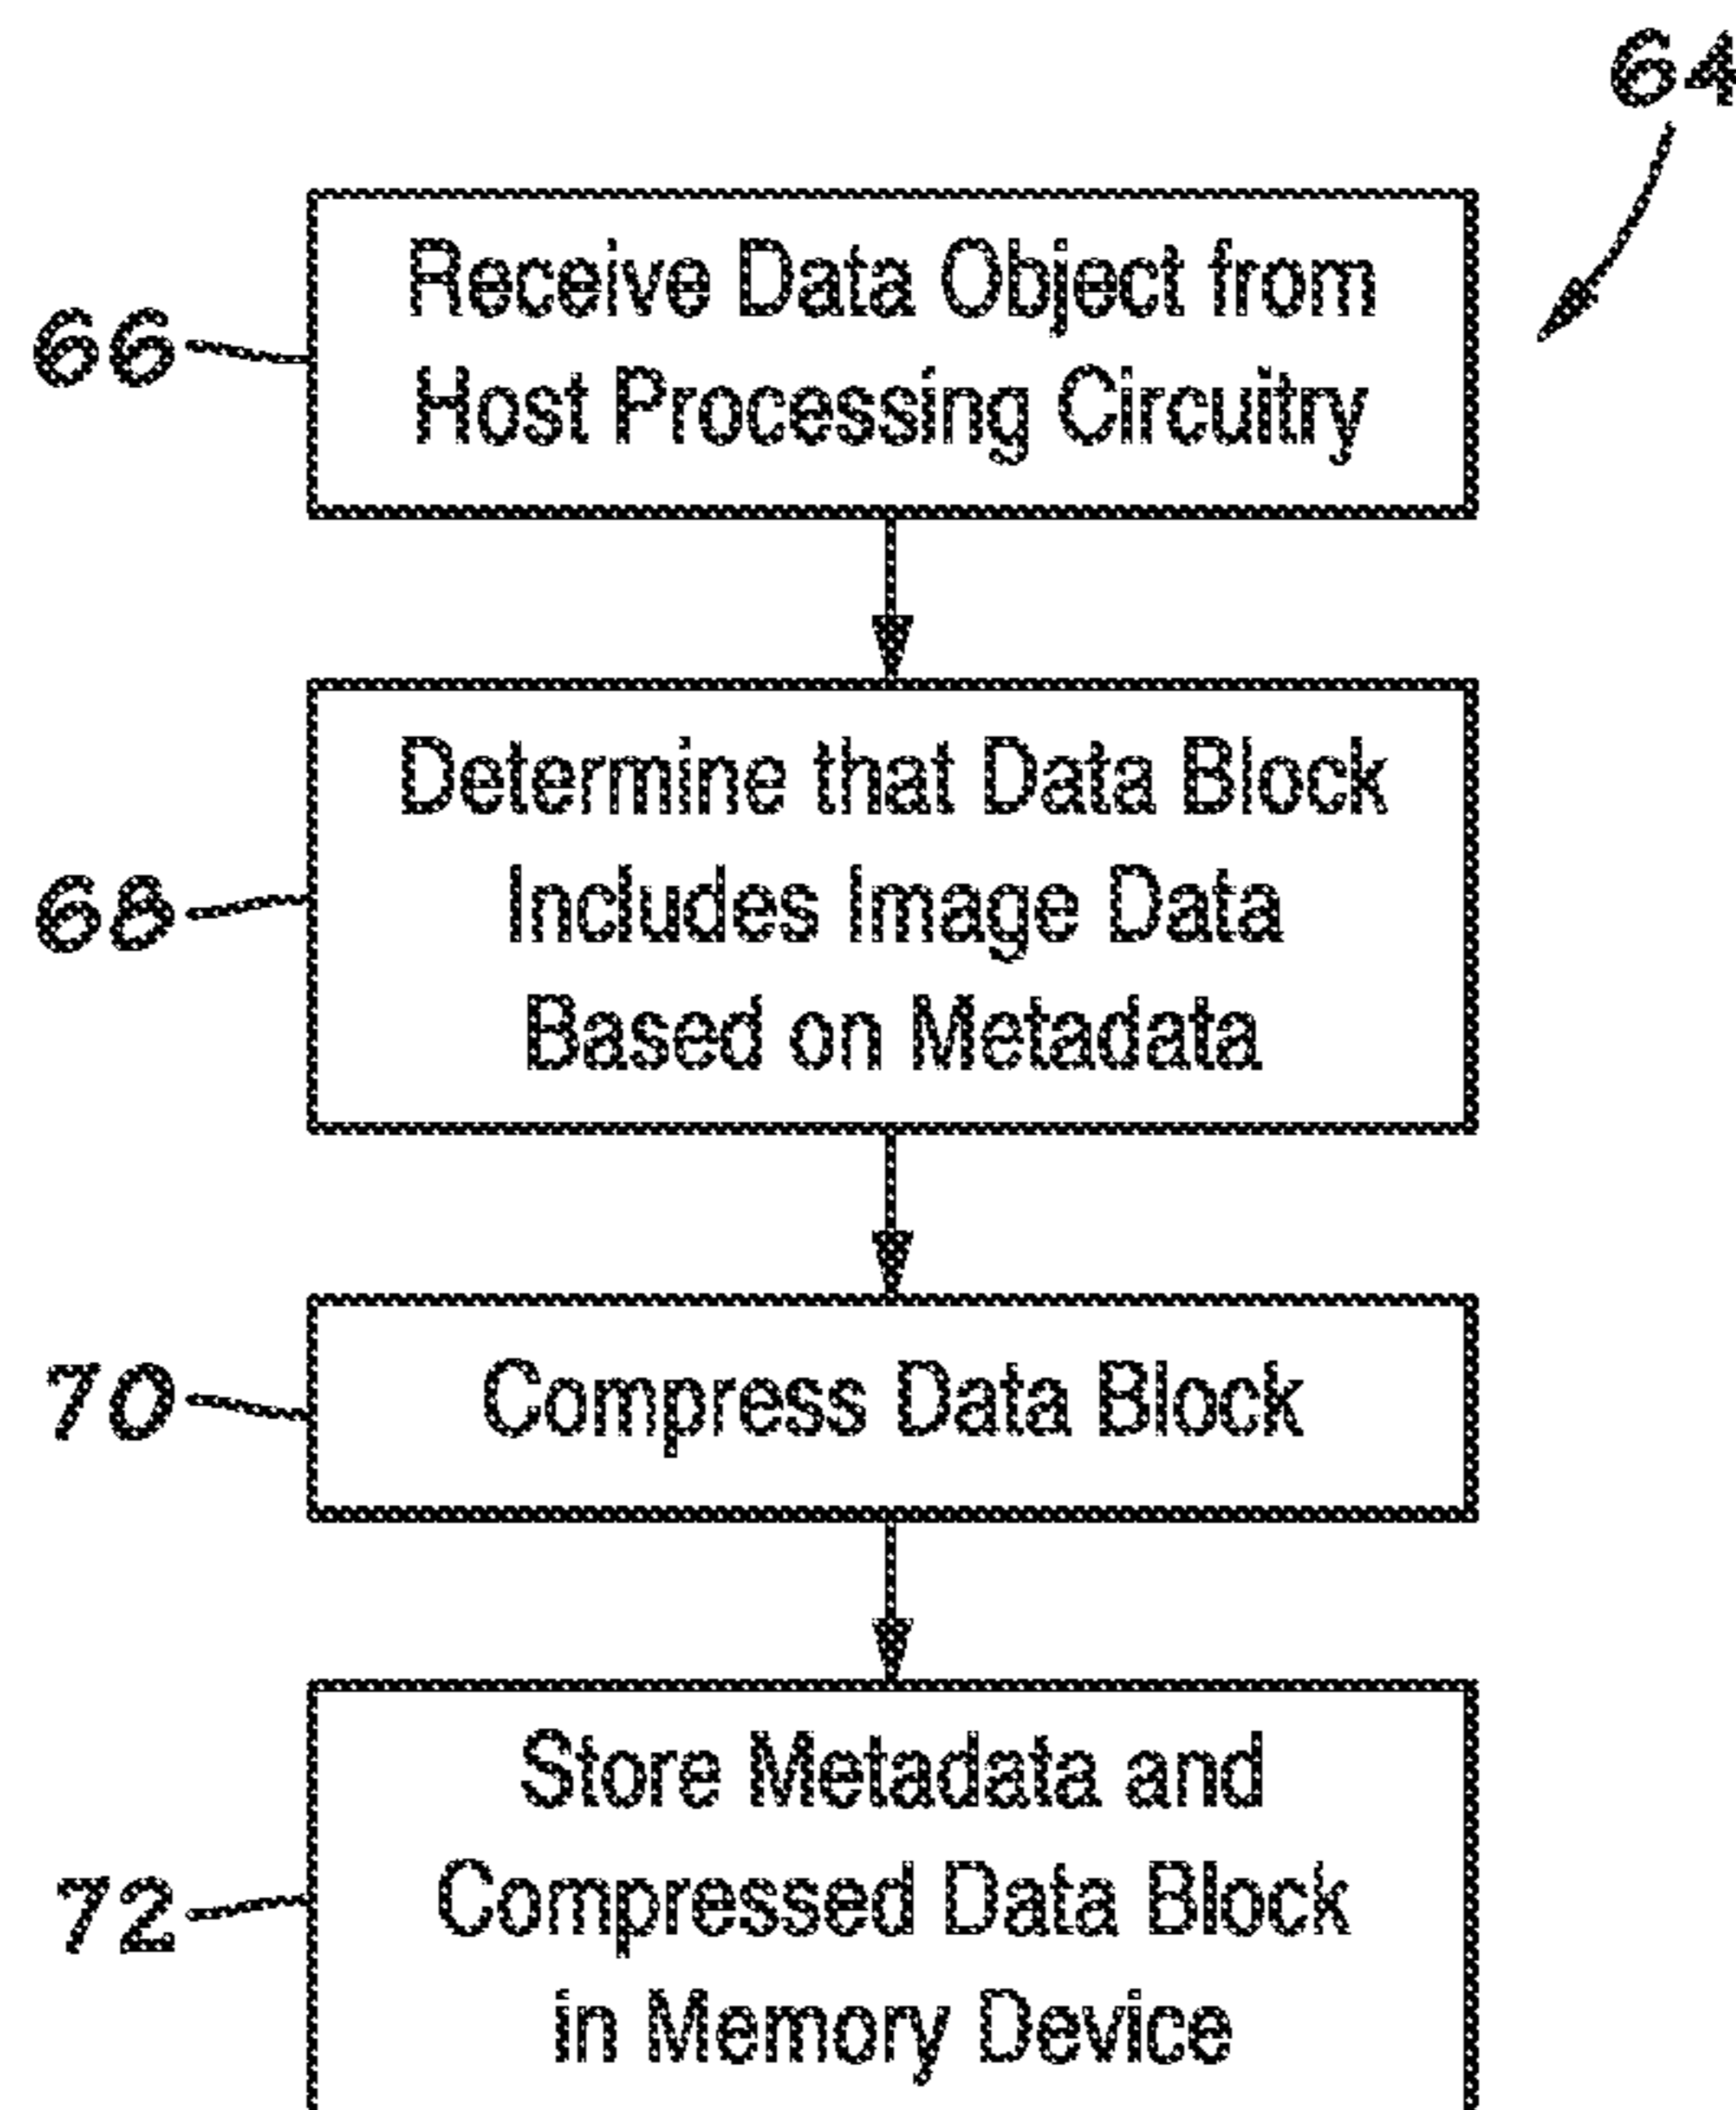 64
66
Receive Data Object from
Host Processing Circuitry
68
Determine that Data Block
Includes Image Data
Based on Metadata
70
Compress Data Block
72
Store Metadata and
Compressed Data Block
in Memory Device